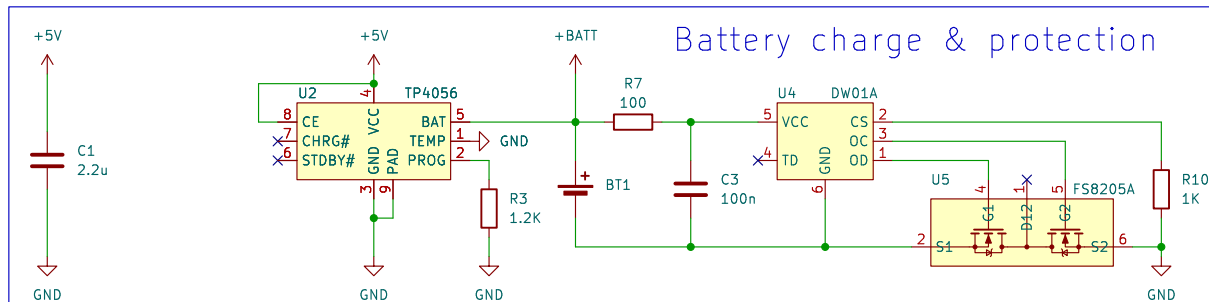 Battery charge & protection
+5V
+5V
+BATT
R7
100
U2
TP4056
U4
DW01A
4
8
CE
VCC
BAT
5
5
VCC
CS
2
7
CHRG#
TEMP
1
GND
OC
3
6
STDBY#
GND
PAD
PROG
2
4
TD
GND
OD
1
C1
2.2u
3
9
R3
1.2K
BT1
+
C3
100n
6
U5
4
1
5
FS8205A
R10
1K
G1
D12
G2
2
S1
S2
6
GND
GND
GND
GND